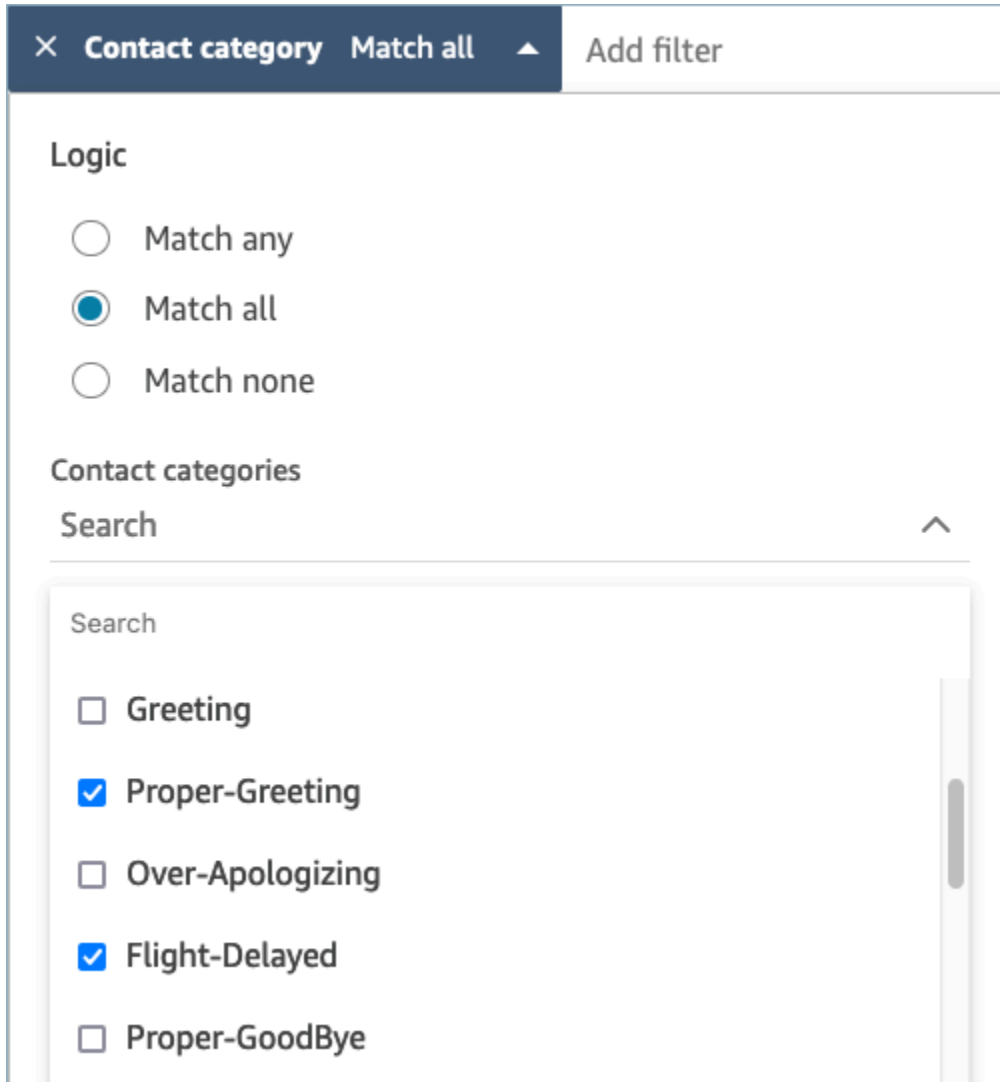 Contact category Match all Add filter
Logic
Match any
Match all
Match none
Contact categories
Search
Search
Greeting
Proper-Greeting
Over-Apologizing
Flight-Delayed
Proper-GoodBye